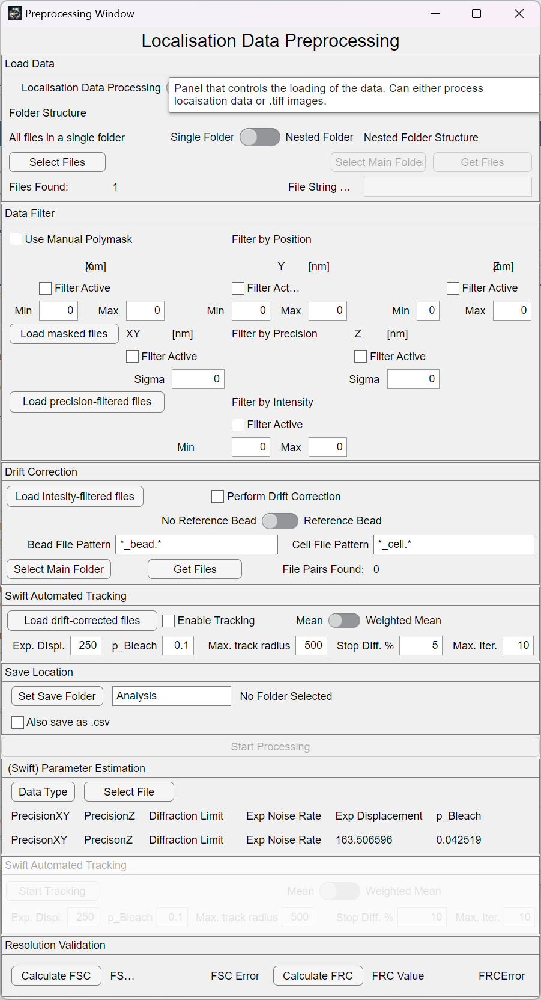 Preprocessing Window
Localisation Data Preprocessing
Load Data
Localisation Data Processing
Panel that controls the loading of the data. Can either process
locaisation data or .tiff images.
Folder Structure
All files in a single folder Single Folder Nested Folder Nested Folder Structure
Select Files Select Main Folder Get Files
Files Found: 1 File String …
Data Filter
Use Manual Polymask Filter by Position
X [nm] Y [nm] Z [nm]
Filter Active Filter Act… Filter Active
Min 0 Max 0 Min 0 Max 0 Min 0 Max 0
Load masked files XY [nm] Filter by Precision Z [nm]
Filter Active Filter Active
Sigma 0 Sigma 0
Load precision-filtered files Filter by Intensity
Filter Active
Min 0 Max 0
Drift Correction
Load intesity-filtered files Perform Drift Correction
No Reference Bead Reference Bead
Bead File Pattern *_bead.* Cell File Pattern *_cell.*
Select Main Folder Get Files File Pairs Found: 0
Swift Automated Tracking
Load drift-corrected files Enable Tracking Mean Weighted Mean
Exp. DIspl. 250 p_Bleach 0.1 Max. track radius 500 Stop DIff. % 5 Max. Iter. 10
Save Location
Set Save Folder Analysis No Folder Selected
Also save as .csv
Start Processing
(Swift) Parameter Estimation
Data Type Select File
PrecisionXY PrecisionZ Diffraction Limit Exp Noise Rate Exp Displacement p_Bleach
PrecisonXY PrecisonZ Diffraction Limit Exp Noise Rate 163.506596 0.042519
Swift Automated Tracking
Start Tracking Mean Weighted Mean
Exp. DIspl. 250 p_Bleach 0.1 Max. track radius 500 Stop DIff. % 10 Max. Iter. 10
Resolution Validation
Calculate FSC FS… FSC Error Calculate FRC FRC Value FRCError